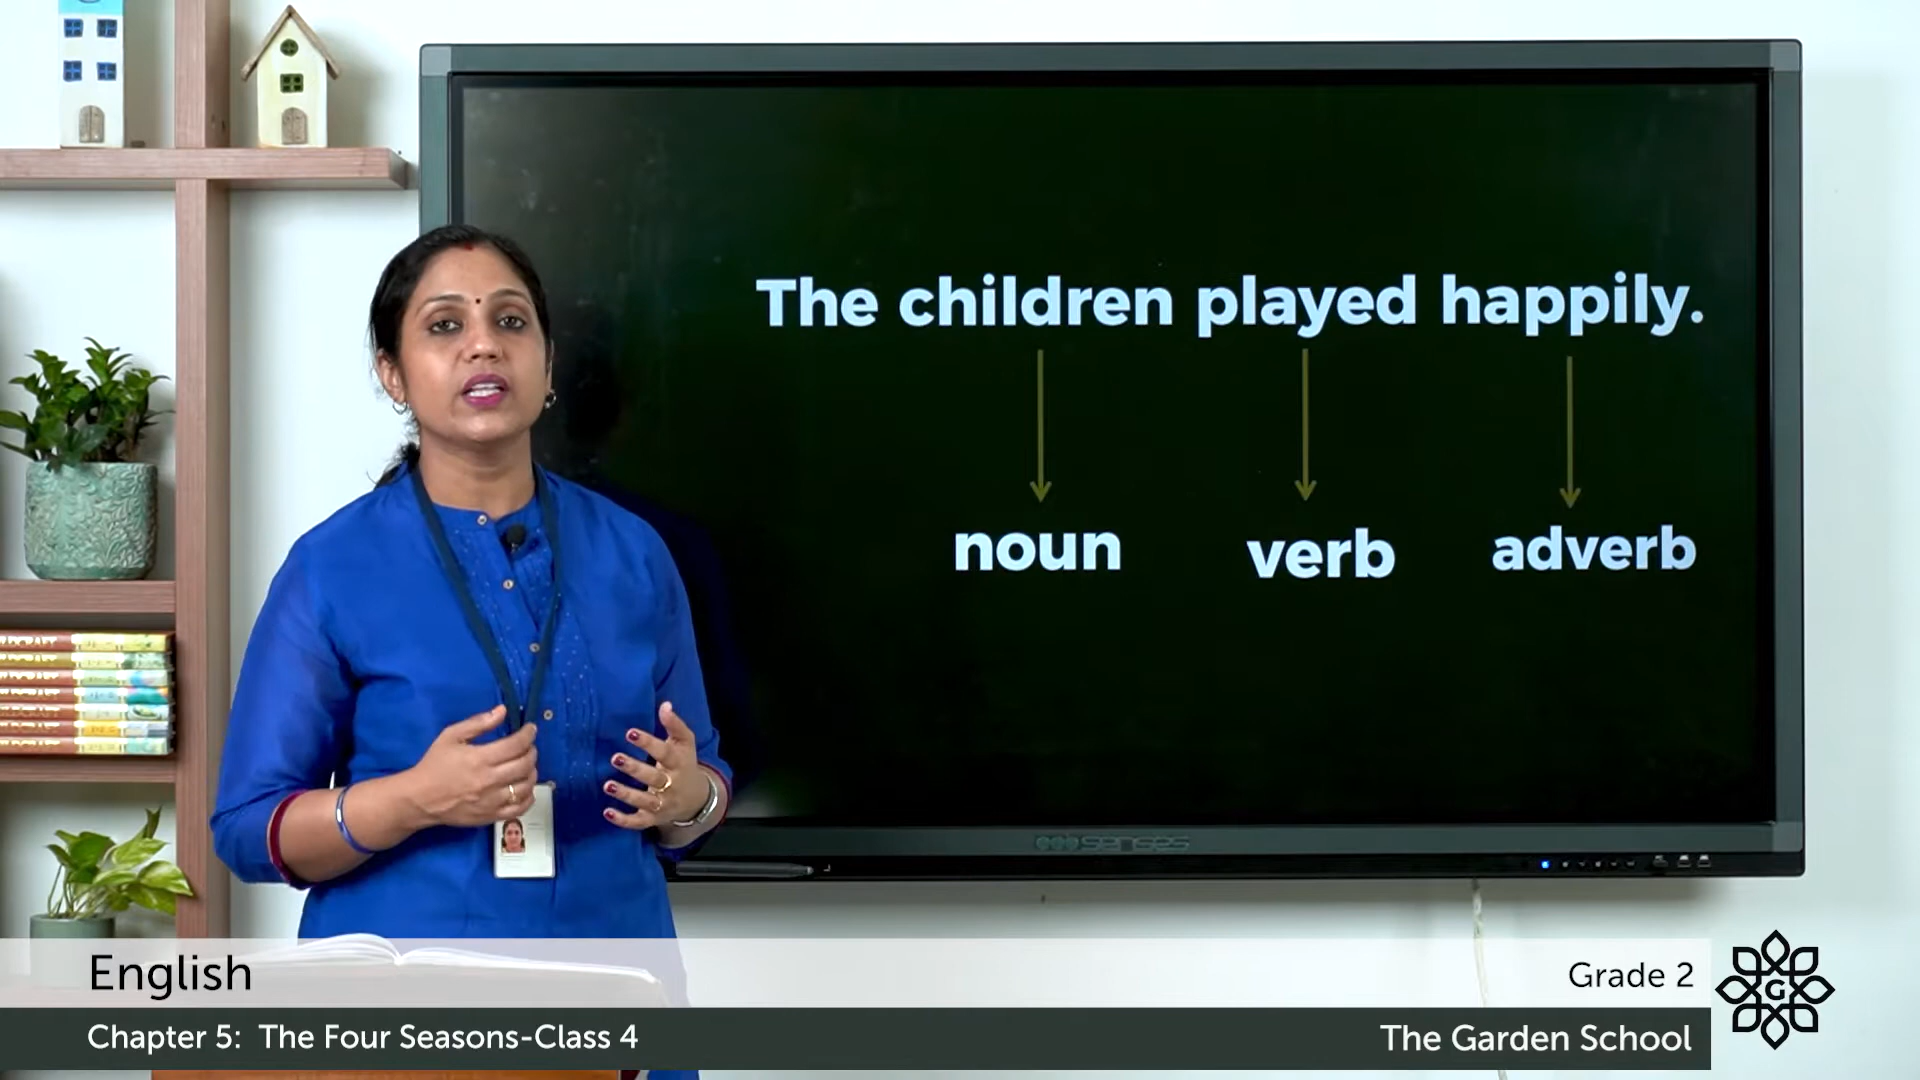 The children played happily.
noun verb adverb
senses
English
Grade 2
Chapter 5: The Four Seasons-Class 4
The Garden School
G